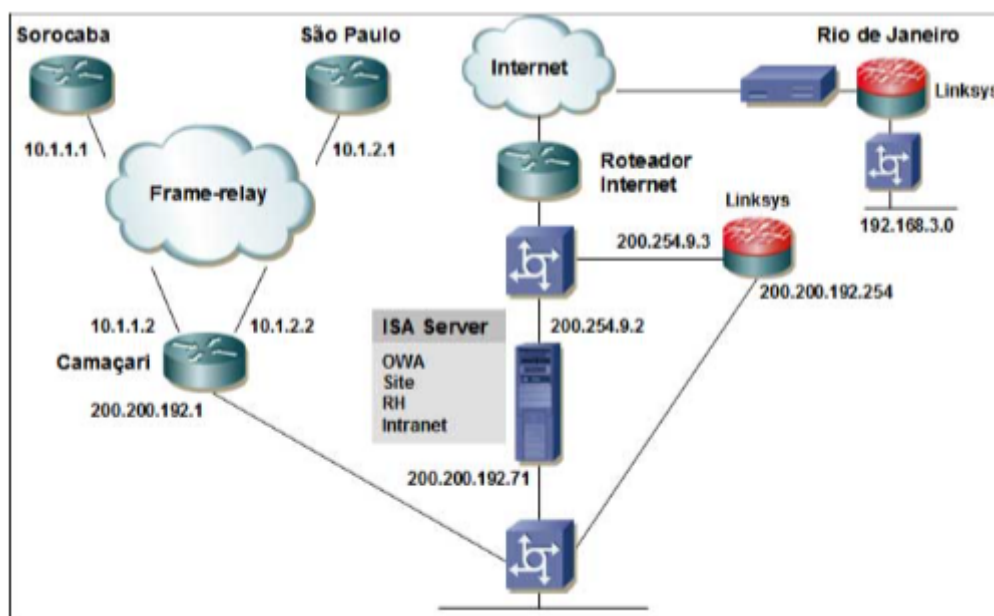 Sorocaba
São Paulo
Internet
Rio de Janeiro
Linksys
10.1.1.1
10.1.2.1
Frame-relay
Roteador
Internet
Linksys
192.168.3.0
200.254.9.3
200.200.192.254
10.1.1.2
10.1.2.2
ISA Server
200.254.9.2
Camaçari
OWA
Site
RH
Intranet
200.200.192.1
200.200.192.71